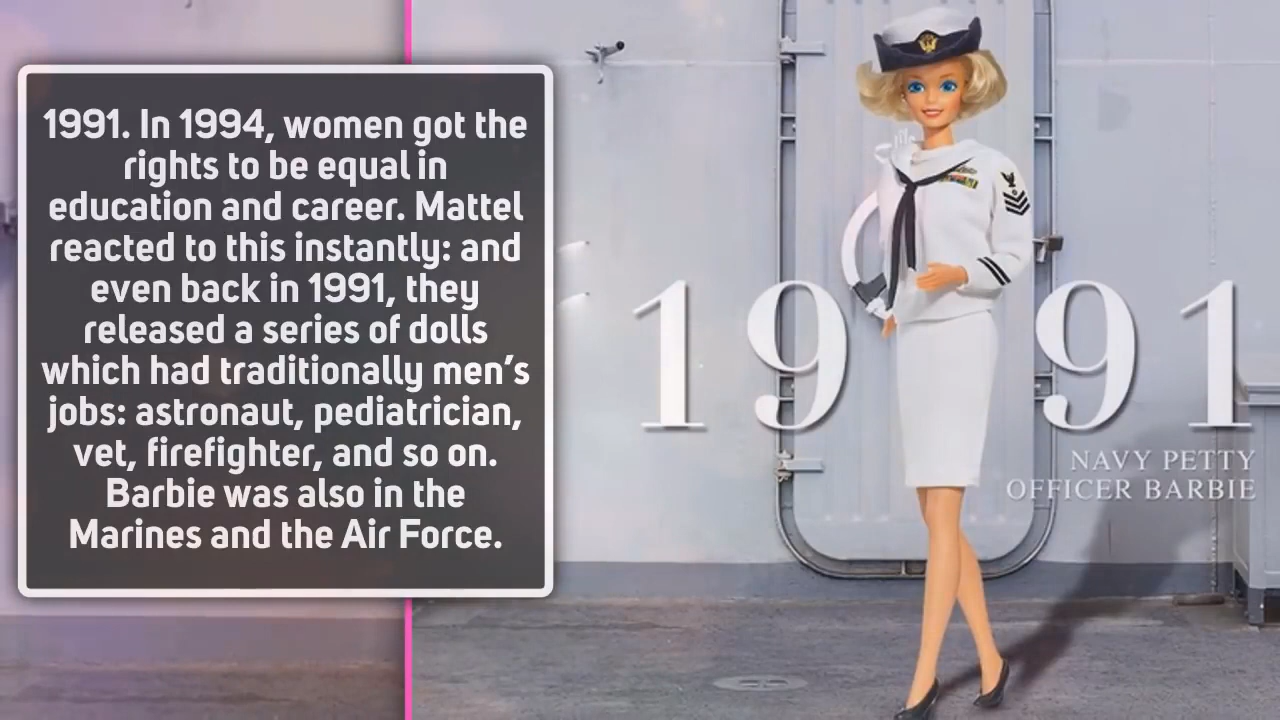 1991. In 1994, women got the
rights to be equal in
education and career. Mattel
reacted to this instantly: and
even back in 1991, they
released a series of dolls
which had traditionally men's
jobs: astronaut, pediatrician,
vet, firefighter, and so on.
Barbie was also in the
Marines and the Air Force.
1991
NAVY PETTY
OFFICER BARBIE